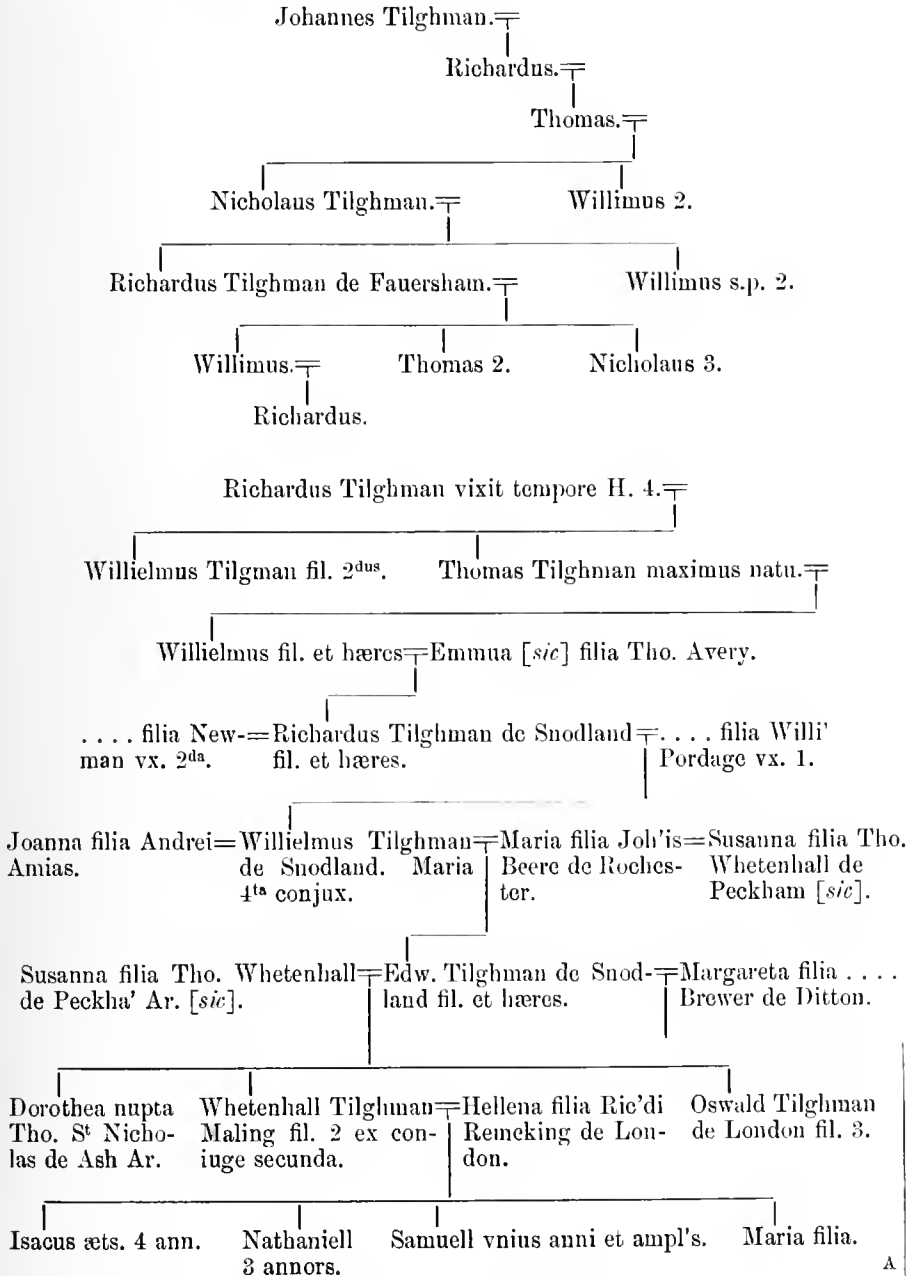 Johannes Tilghman.
Richardus.
Thomas.
Nicholaus Tilghman. Willimus 2.
Richardus Tilghman de Fauersham. Willimus s.p. 2.
Willimus. Thomas 2. Nicholaus 3.
Richardus.
Richardus Tilghman vixit tempore H. 4.
Willielmus Tilgman fil. 2dus. Thomas Tilghman maximus natu.
Willielmus fil. et hæres=Emmua [sic] filia Tho. Avery.
. . . . filia New-
man vx. 2da.
=Richardus Tilghman de Snodland
fil. et hæres.
. . . . filia Willi'
Pordage vx. 1.
Joanna filia Andrei
Amias.
=Willielmus Tilghman
de Snodland. Maria
4ta conjux.
Maria filia Joh'is
Beere de Roches-
ter.
=Susanna filia Tho.
Whetenhall de
Peckham [sic].
Susanna filia Tho. Whetenhall
de Peckha' Ar. [sic].
Edw. Tilghman de Snod-
land fil. et hæres.
Margareta filia . . . .
Brewer de Ditton.
Dorothea nupta
Tho. St Nicho-
las de Ash Ar.
Whetenhall Tilghman
Maling fil. 2 ex con-
iuge secunda.
Hellena filia Ric'di
Remcking de Lon-
don.
Oswald Tilghman
de London fil. 3.
Isacus æts. 4 ann.
Nathaniell
3 annors.
Samuell vnius anni et ampl's.
Maria filia.
A